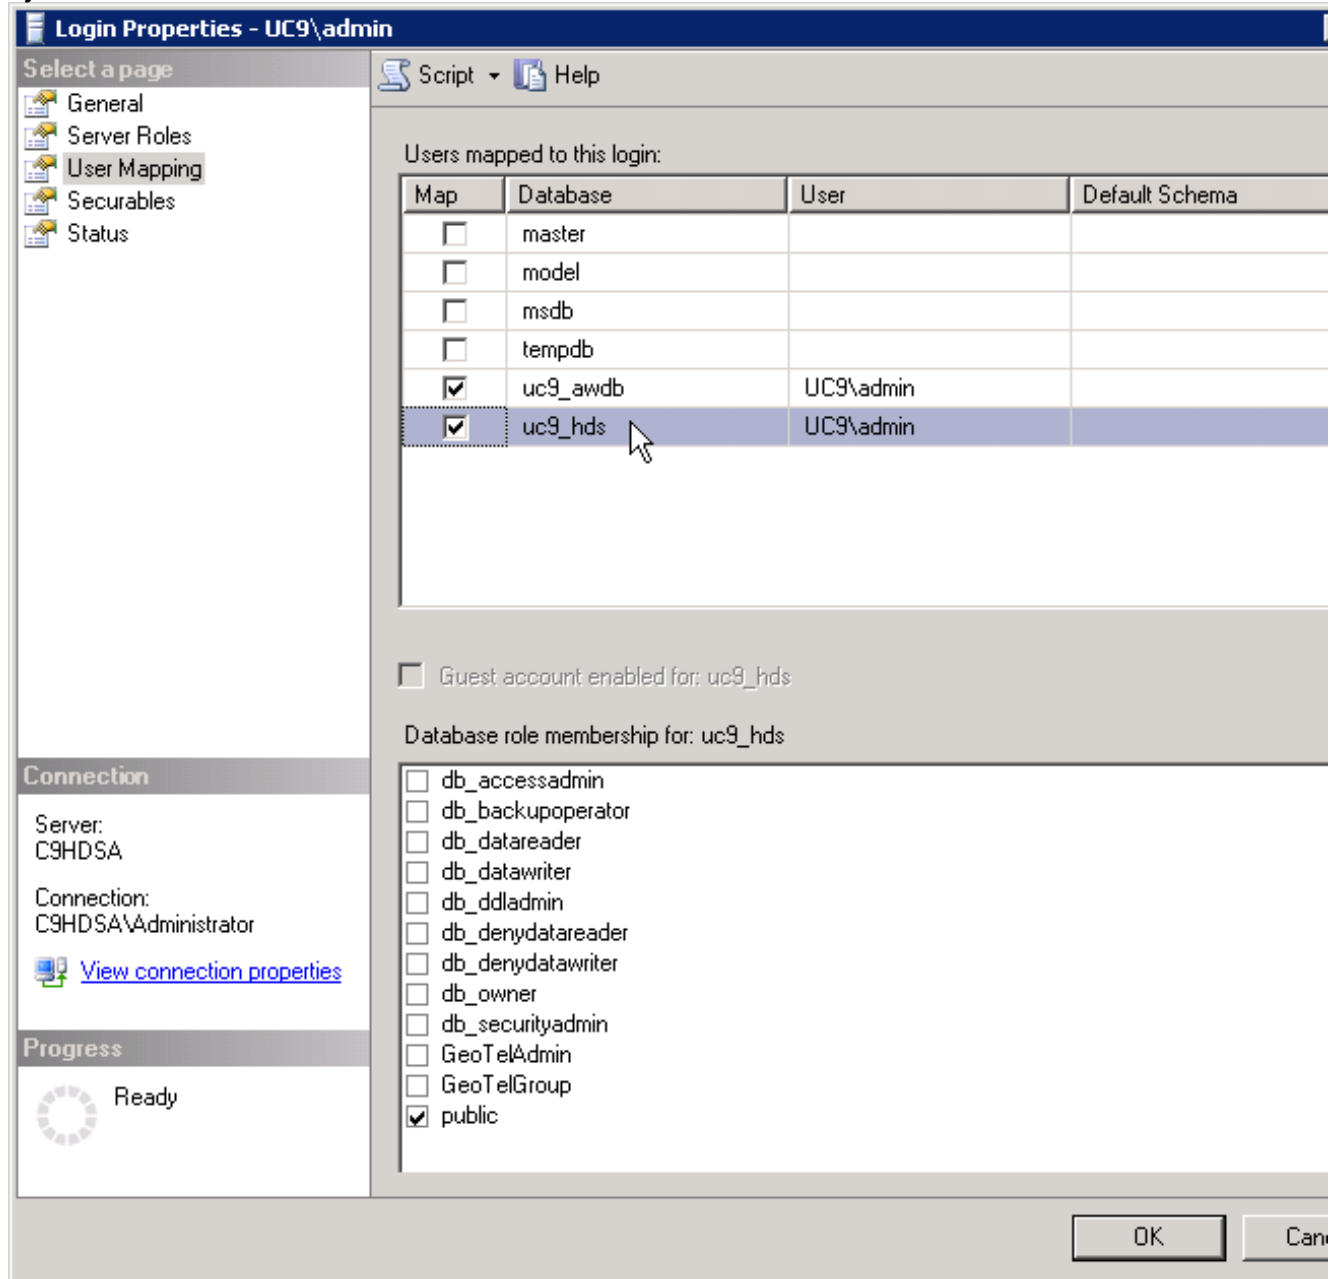 Login Properties - UC9\admin
Select a page
General
Server Roles
User Mapping
Securables
Status
Script Help
Users mapped to this login:
Map Database User Default Schema
master
model
msdb
tempdb
uc9_awdb UC9\admin
uc9_hds UC9\admin
Guest account enabled for: uc9_hds
Database role membership for: uc9_hds
db_accessadmin
db_backupoperator
db_datareader
db_datawriter
db_ddladmin
db_denydatareader
db_denydatawriter
db_owner
db_securityadmin
GeoTelAdmin
GeoTelGroup
public
Connection
Server:
C9HDSA
Connection:
C9HDSA\Administrator
View connection properties
Progress
Ready
OK Can